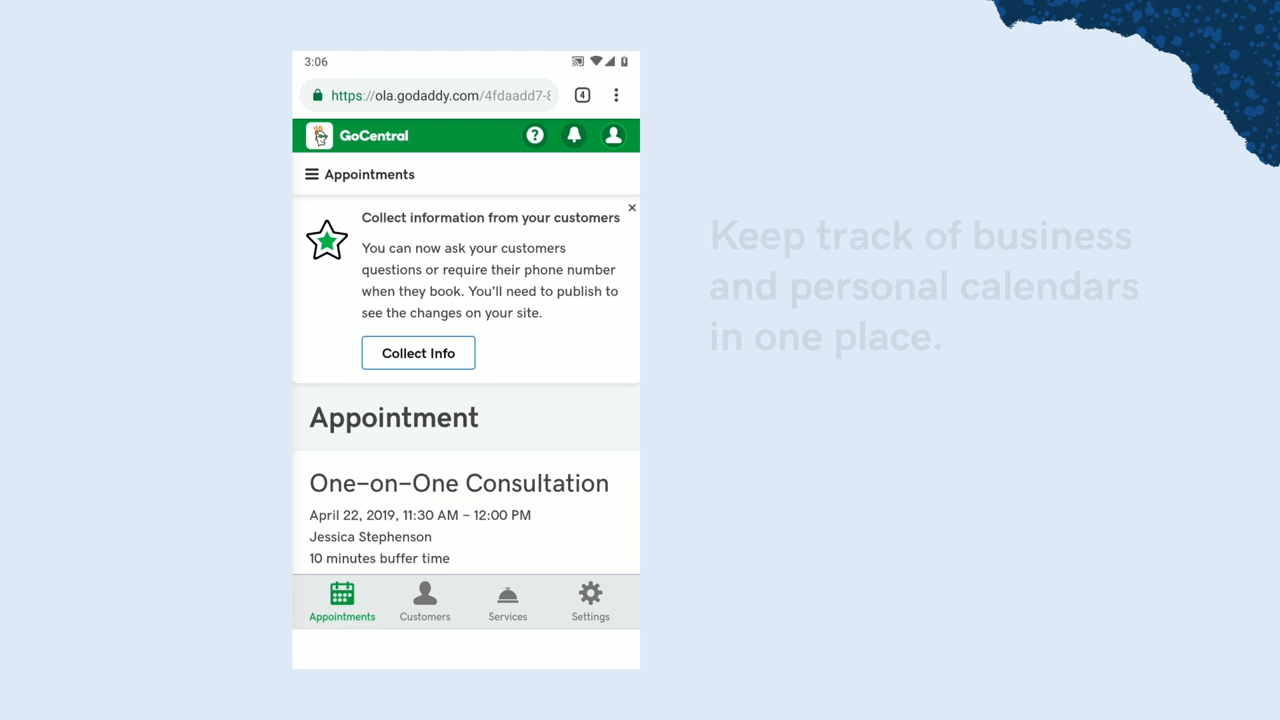 3:06
https://ola.godaddy.com/4fdaadd7-8
4
GoCentral
?
Appointments
Collect information from your customers
You can now ask your customers
questions or require their phone number
when they book. You'll need to publish to
see the changes on your site.
Collect Info
Appointment
One-on-One Consultation
April 22, 2019, 11:30 AM - 12:00 PM
Jessica Stephenson
10 minutes buffer time
Appointments
Customers
Services
Settings
Keep track of business
and personal calendars
in one place.